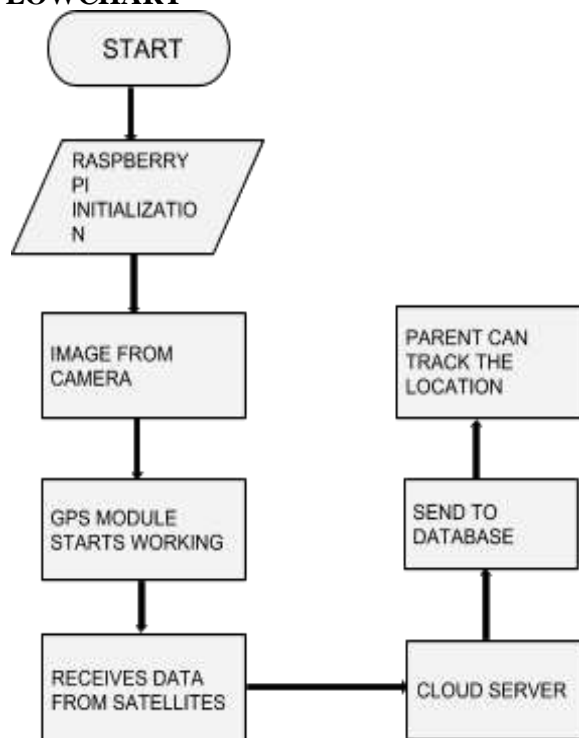 LOWCHART
START
RASPBERRY
PI
INITIALIZATIO
N
IMAGE FROM
CAMERA
GPS MODULE
STARTS WORKING
RECEIVES DATA
FROM SATELLITES
CLOUD SERVER
SEND TO
DATABASE
PARENT CAN
TRACK THE
LOCATION